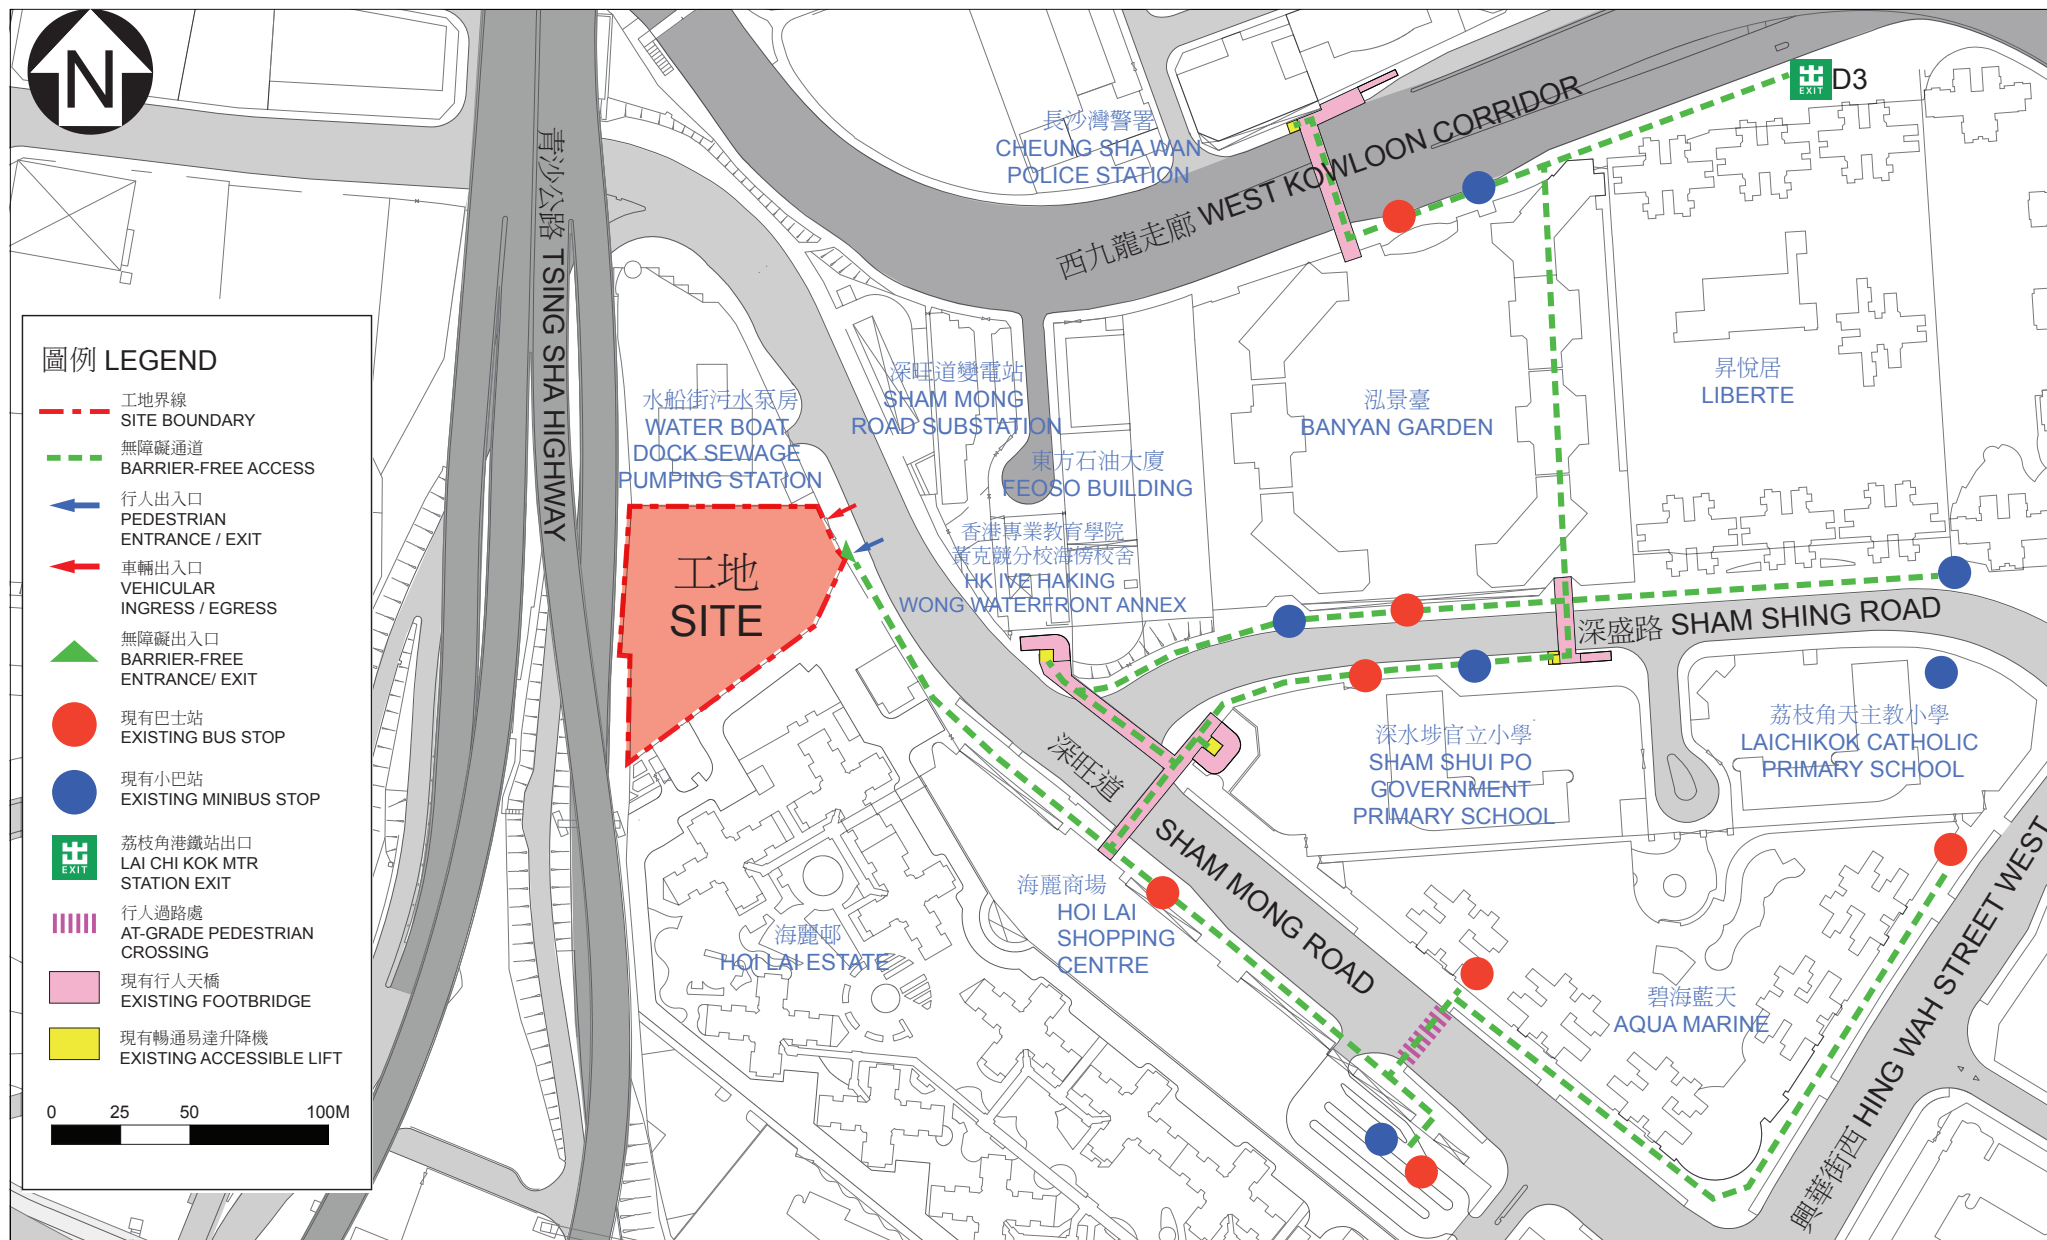 N
出
EXIT
D3
長沙灣警署
CHEUNG SHA WAN
POLICE STATION
西九龍走廊 WEST KOWLOON CORRIDOR
青沙公路 TSING SHA HIGHWAY
圖例 LEGEND
工地界線
SITE BOUNDARY
無障礙通道
BARRIER-FREE ACCESS
行人出入口
PEDESTRIAN
ENTRANCE / EXIT
車輛出入口
VEHICULAR
INGRESS / EGRESS
無障礙出入口
BARRIER-FREE
ENTRANCE/ EXIT
現有巴士站
EXISTING BUS STOP
現有小巴站
EXISTING MINIBUS STOP
出
EXIT
荔枝角港鐵站出口
LAI CHI KOK MTR
STATION EXIT
行人過路處
AT-GRADE PEDESTRIAN
CROSSING
現有行人天橋
EXISTING FOOTBRIDGE
現有暢通易達升降機
EXISTING ACCESSIBLE LIFT
0 25 50 100M
水船街污水泵房
WATER BOAT
DOCK SEWAGE
PUMPING STATION
深旺道變電站
SHAM MONG
ROAD SUBSTATION
東方石油大廈
FEOSO BUILDING
泓景臺
BANYAN GARDEN
昇悅居
LIBERTE
香港專業教育學院
黃克競分校海傍校舍
HK IVE HAKING
WONG WATERFRONT ANNEX
工地
SITE
深盛路 SHAM SHING ROAD
深旺道
SHAM MONG ROAD
深水埗官立小學
SHAM SHUI PO
GOVERNMENT
PRIMARY SCHOOL
荔枝角天主教小學
LAICHIKOK CATHOLIC
PRIMARY SCHOOL
海麗商場
HOI LAI
SHOPPING
CENTRE
海麗邨
HOI LAI ESTATE
碧海藍天
AQUA MARINE
興華街西 HING WAH STREET WEST